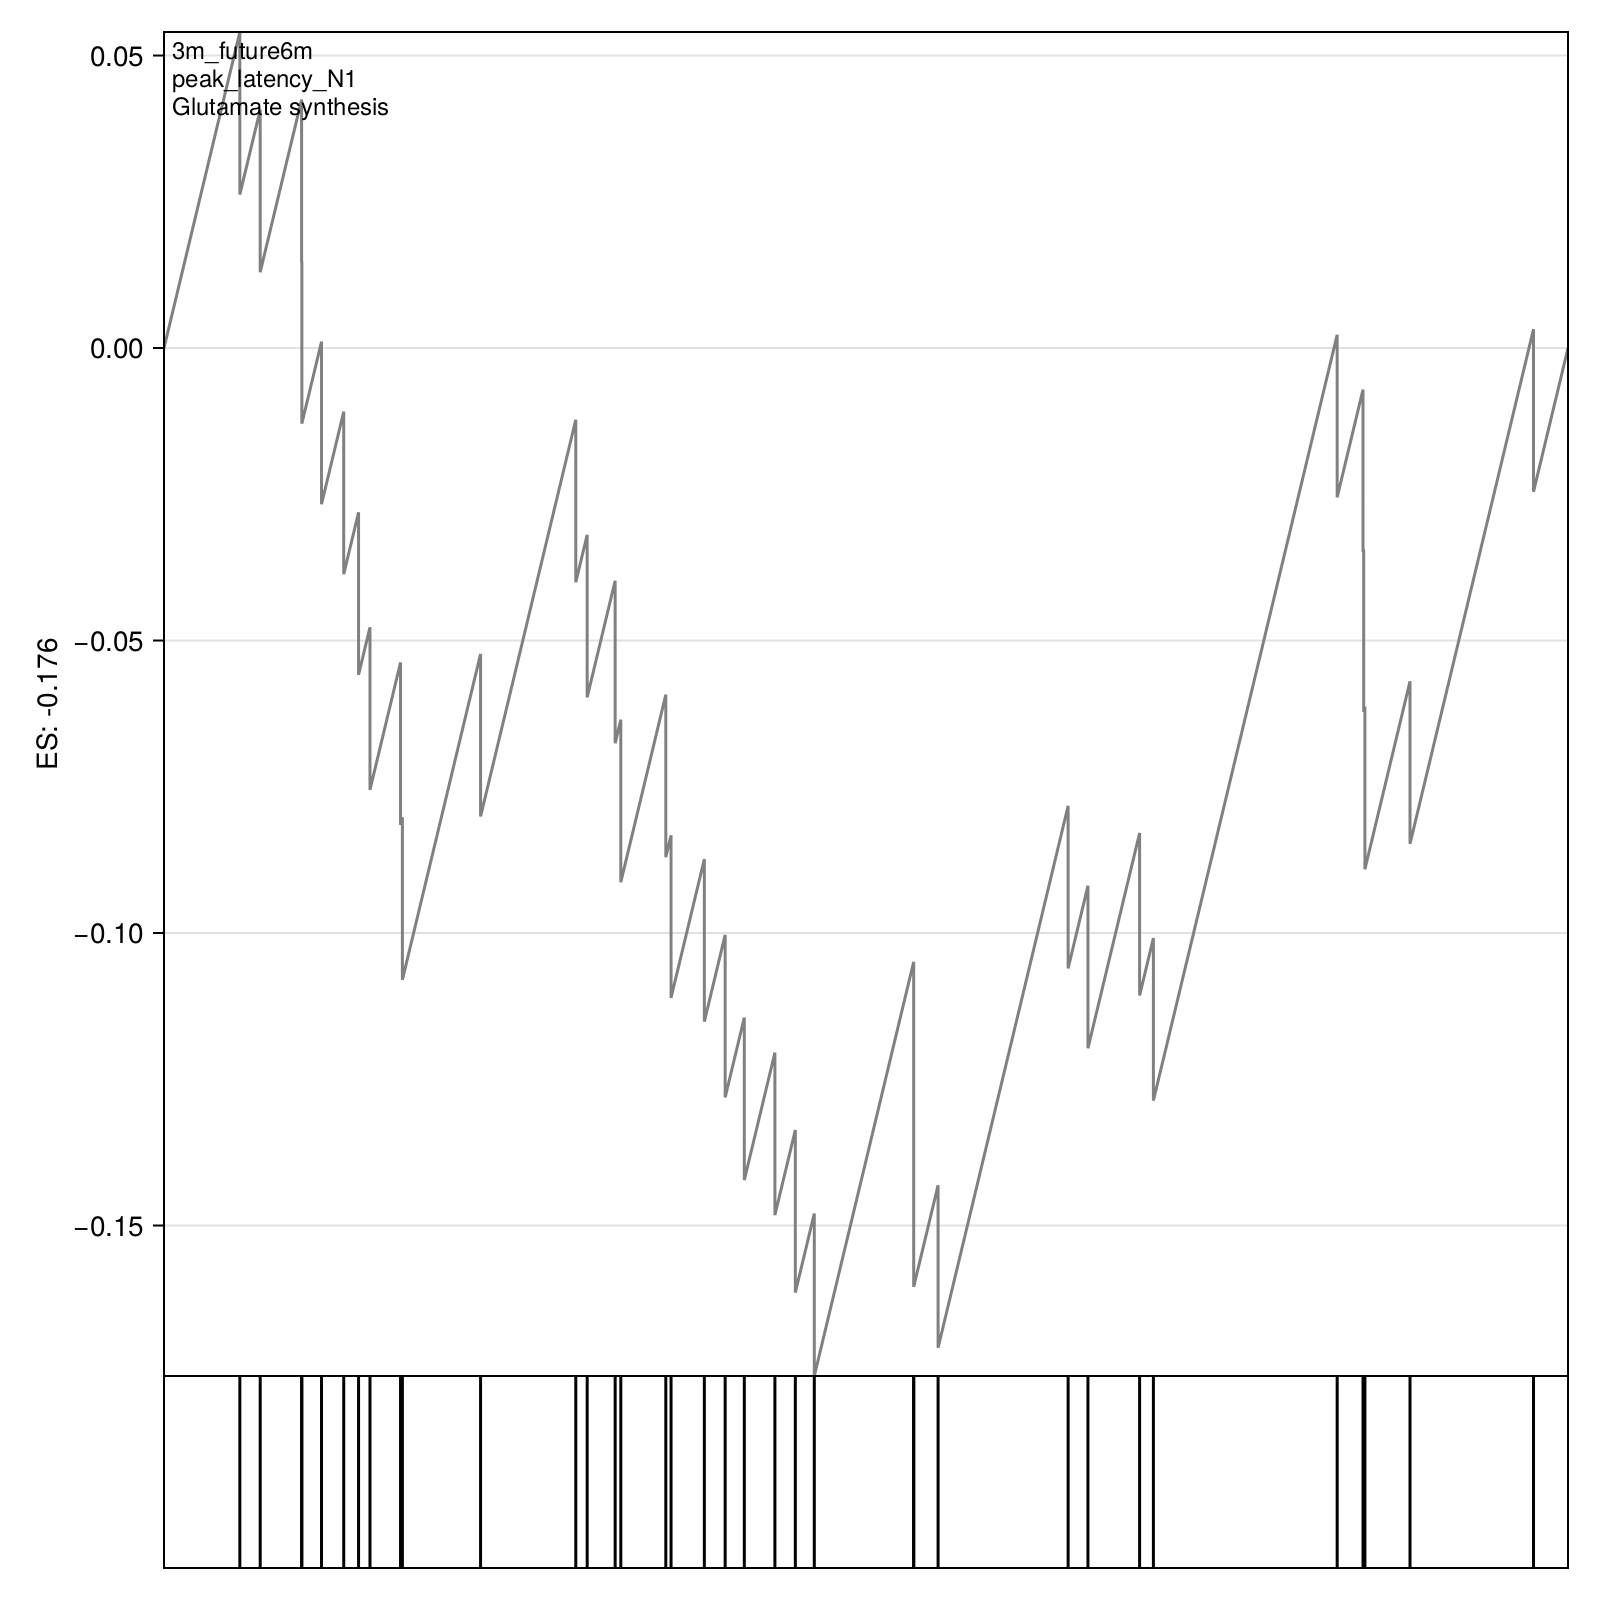 3m_future6m
peak_latency_N1
Glutamate synthesis
0.05
0.00
−0.05
−0.10
−0.15
ES: -0.176